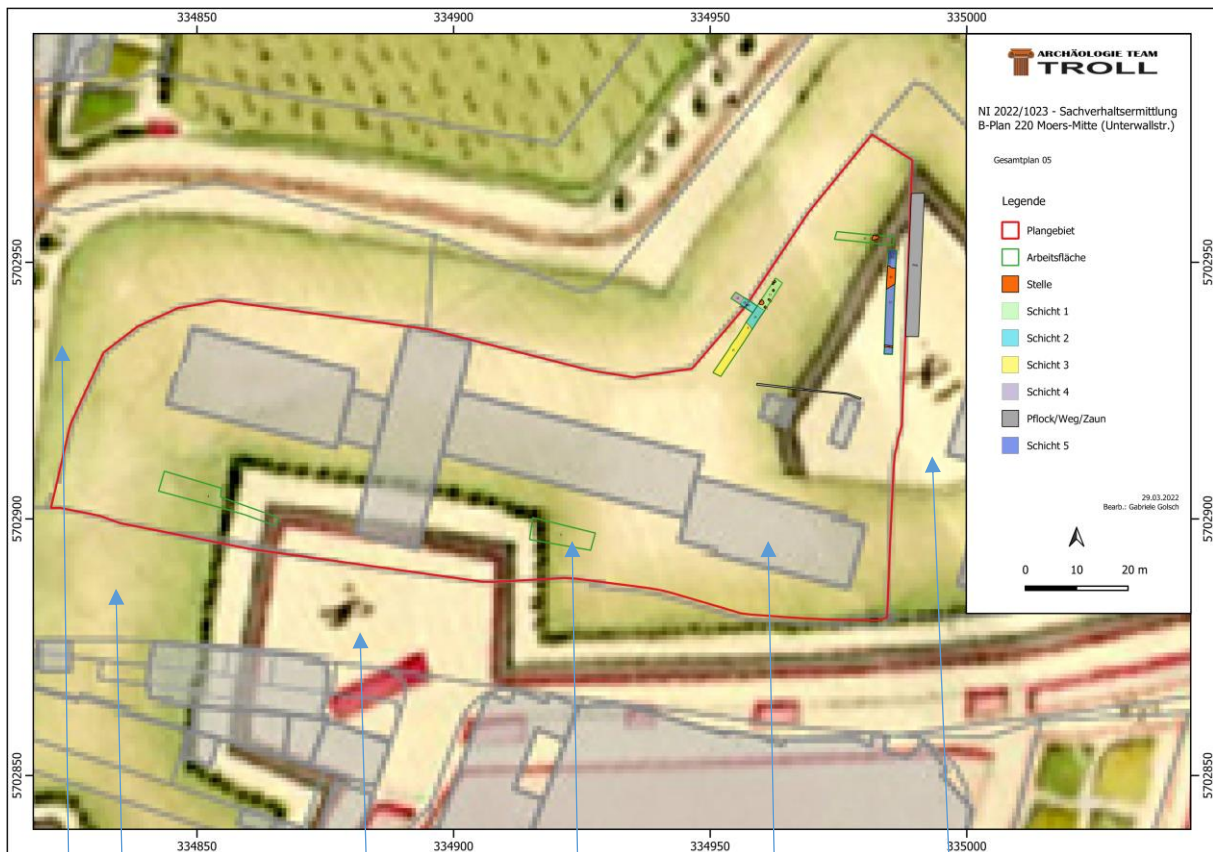 334850 334900 334950 335000
ARCHÄOLOGIE TEAM
TROLL
NI 2022/1023 - Sachverhaltsermittlung
B-Plan 220 Moers-Mitte (Unterwallstr.)
Gesamtplan 05
Legende
Plangebiet
Arbeitsfläche
Stelle
Schicht 1
Schicht 2
Schicht 3
Schicht 4
Pflock/Weg/Zaun
Schicht 5
29.03.2022
Bearb.: Gabriele Golsch
0 10 20 m
5702950 5702950
5702900 5702900
5702850 5702850
334850 334900 334950 335000